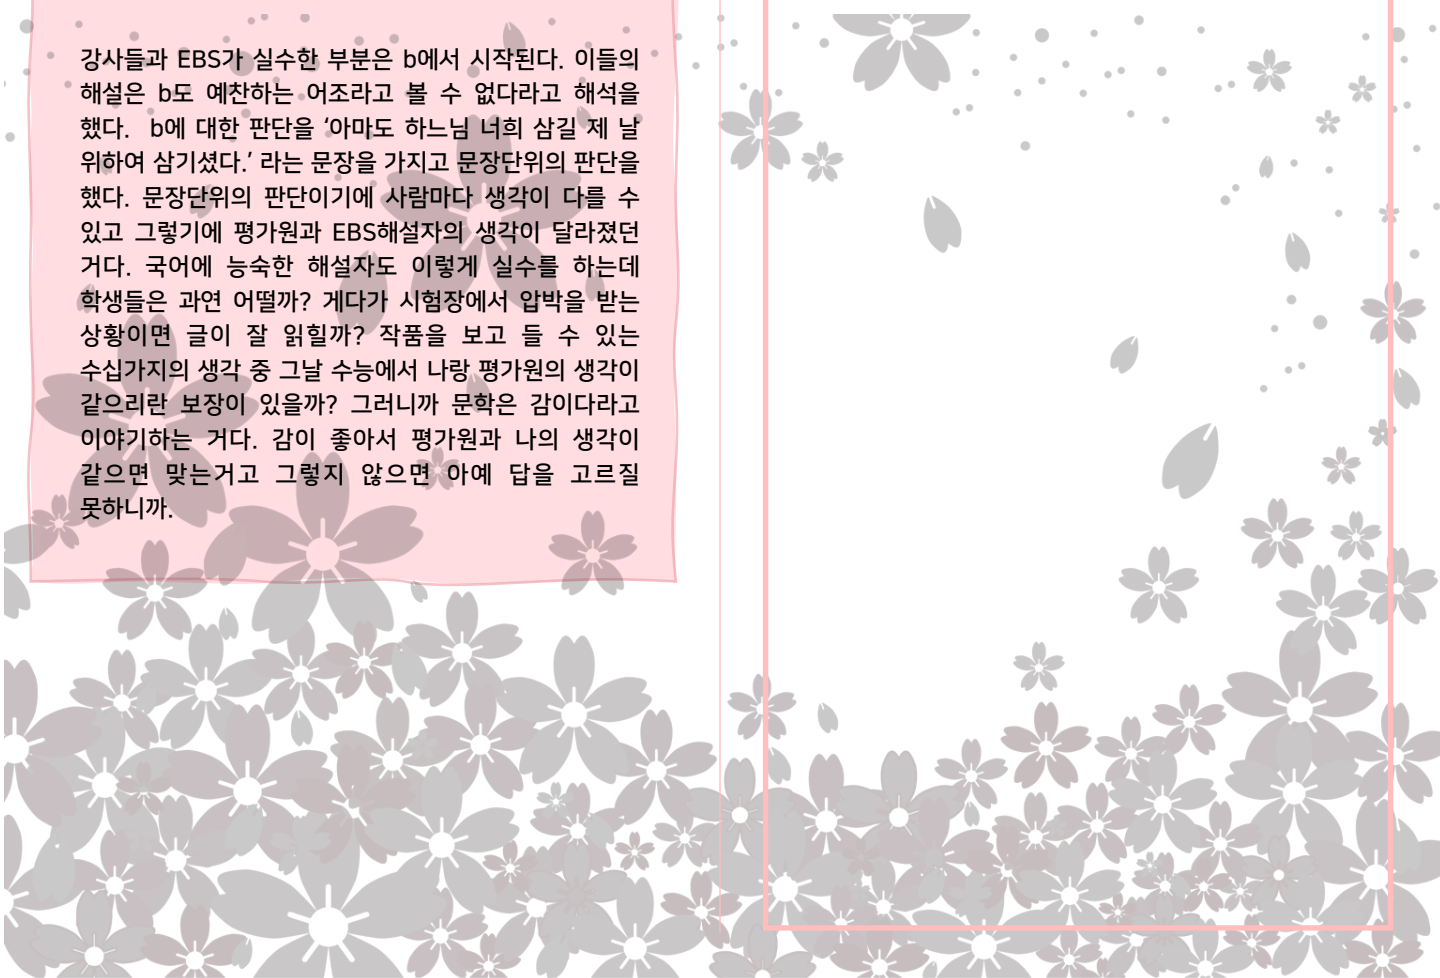 강사들과 EBS가 실수한 부분은 b에서 시작된다. 이들의
해설은 b도 예찬하는 어조라고 볼 수 없다라고 해석을
했다.  b에 대한 판단을 ‘아마도 하느님 너희 삼길 제 날
위하여 삼기셨다.’ 라는 문장을 가지고 문장단위의 판단을
했다. 문장단위의 판단이기에 사람마다 생각이 다를 수
있고 그렇기에 평가원과 EBS해설자의 생각이 달라졌던
거다. 국어에 능숙한 해설자도 이렇게 실수를 하는데
학생들은 과연 어떨까? 게다가 시험장에서 압박을 받는
상황이면 글이 잘 읽힐까? 작품을 보고 들 수 있는
수십가지의 생각 중 그날 수능에서 나랑 평가원의 생각이
같으리란 보장이 있을까? 그러니까 문학은 감이다라고
이야기하는 거다. 감이 좋아서 평가원과 나의 생각이
같으면 맞는거고 그렇지 않으면 아예 답을 고르질
못하니까.